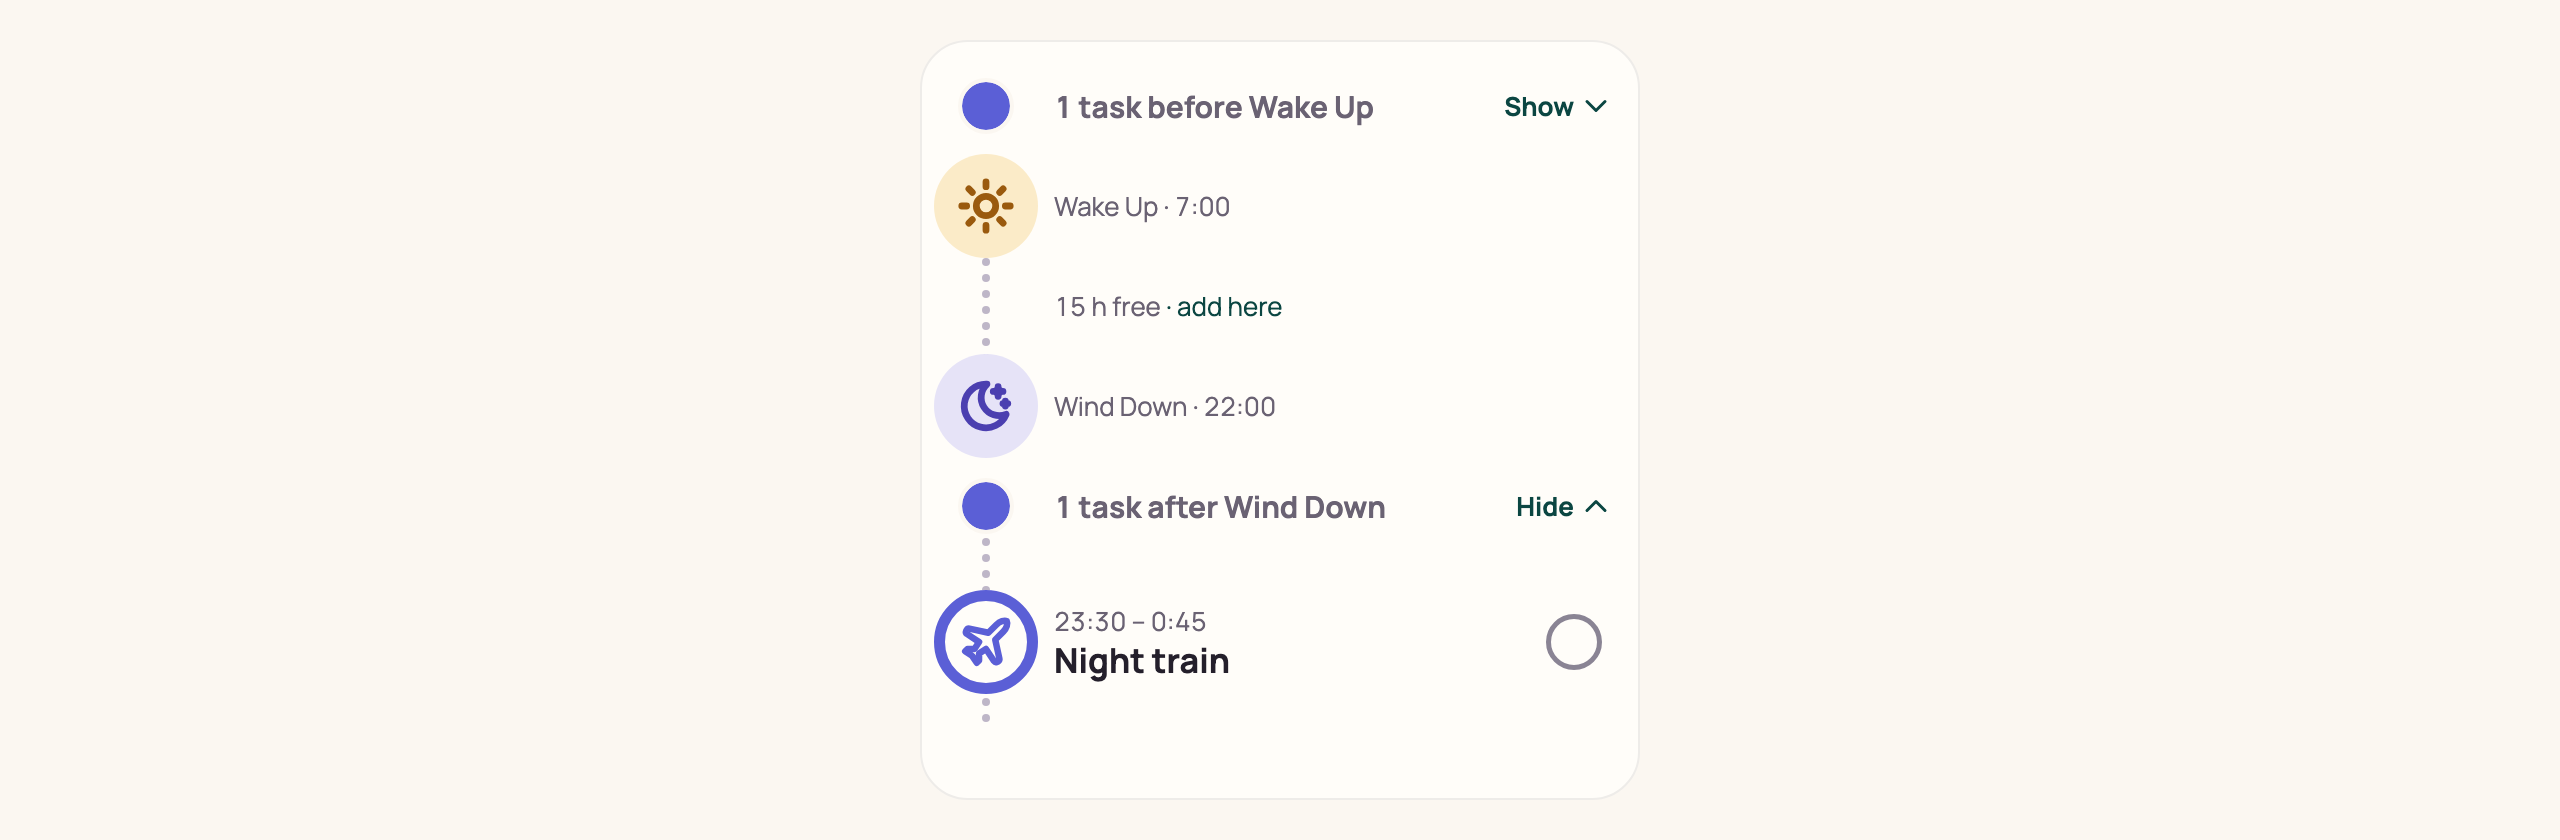 1 task before Wake Up Show
Wake Up · 7:00
15 h free · add here
Wind Down · 22:00
1 task after Wind Down Hide
23:30 – 0:45
Night train